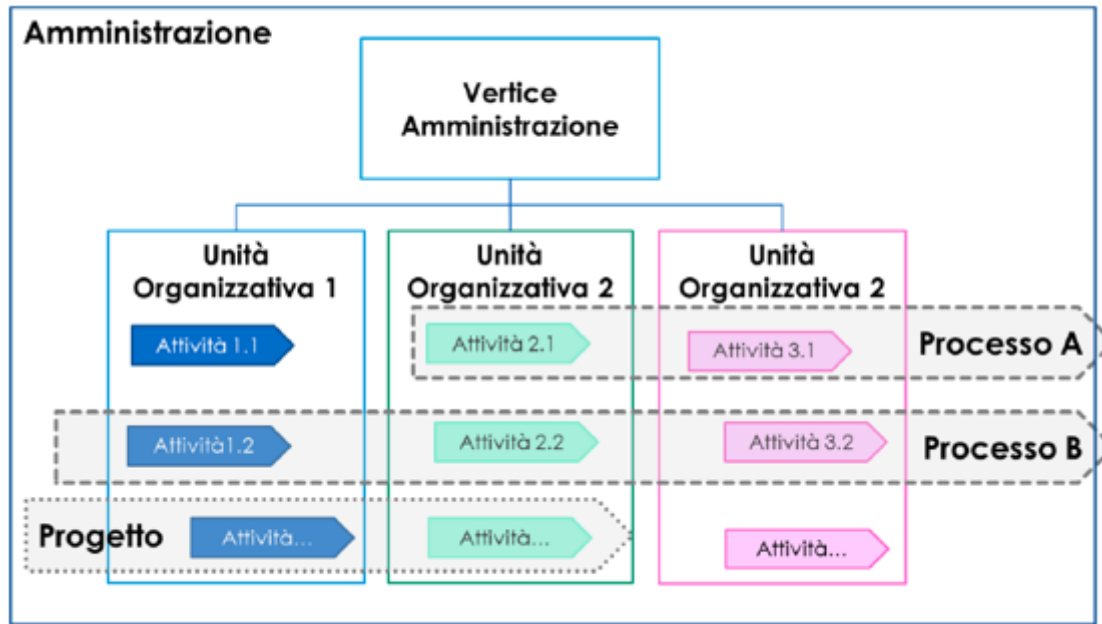 Amministrazione
Vertice
Amministrazione
Unità
Organizzativa 1
Unità
Organizzativa 2
Unità
Organizzativa 2
Attività 1.1
Attività 2.1
Attività 3.1
Processo A
Attività1.2
Attività 2.2
Attività 3.2
Processo B
Progetto
Attività...
Attività...
Attività...